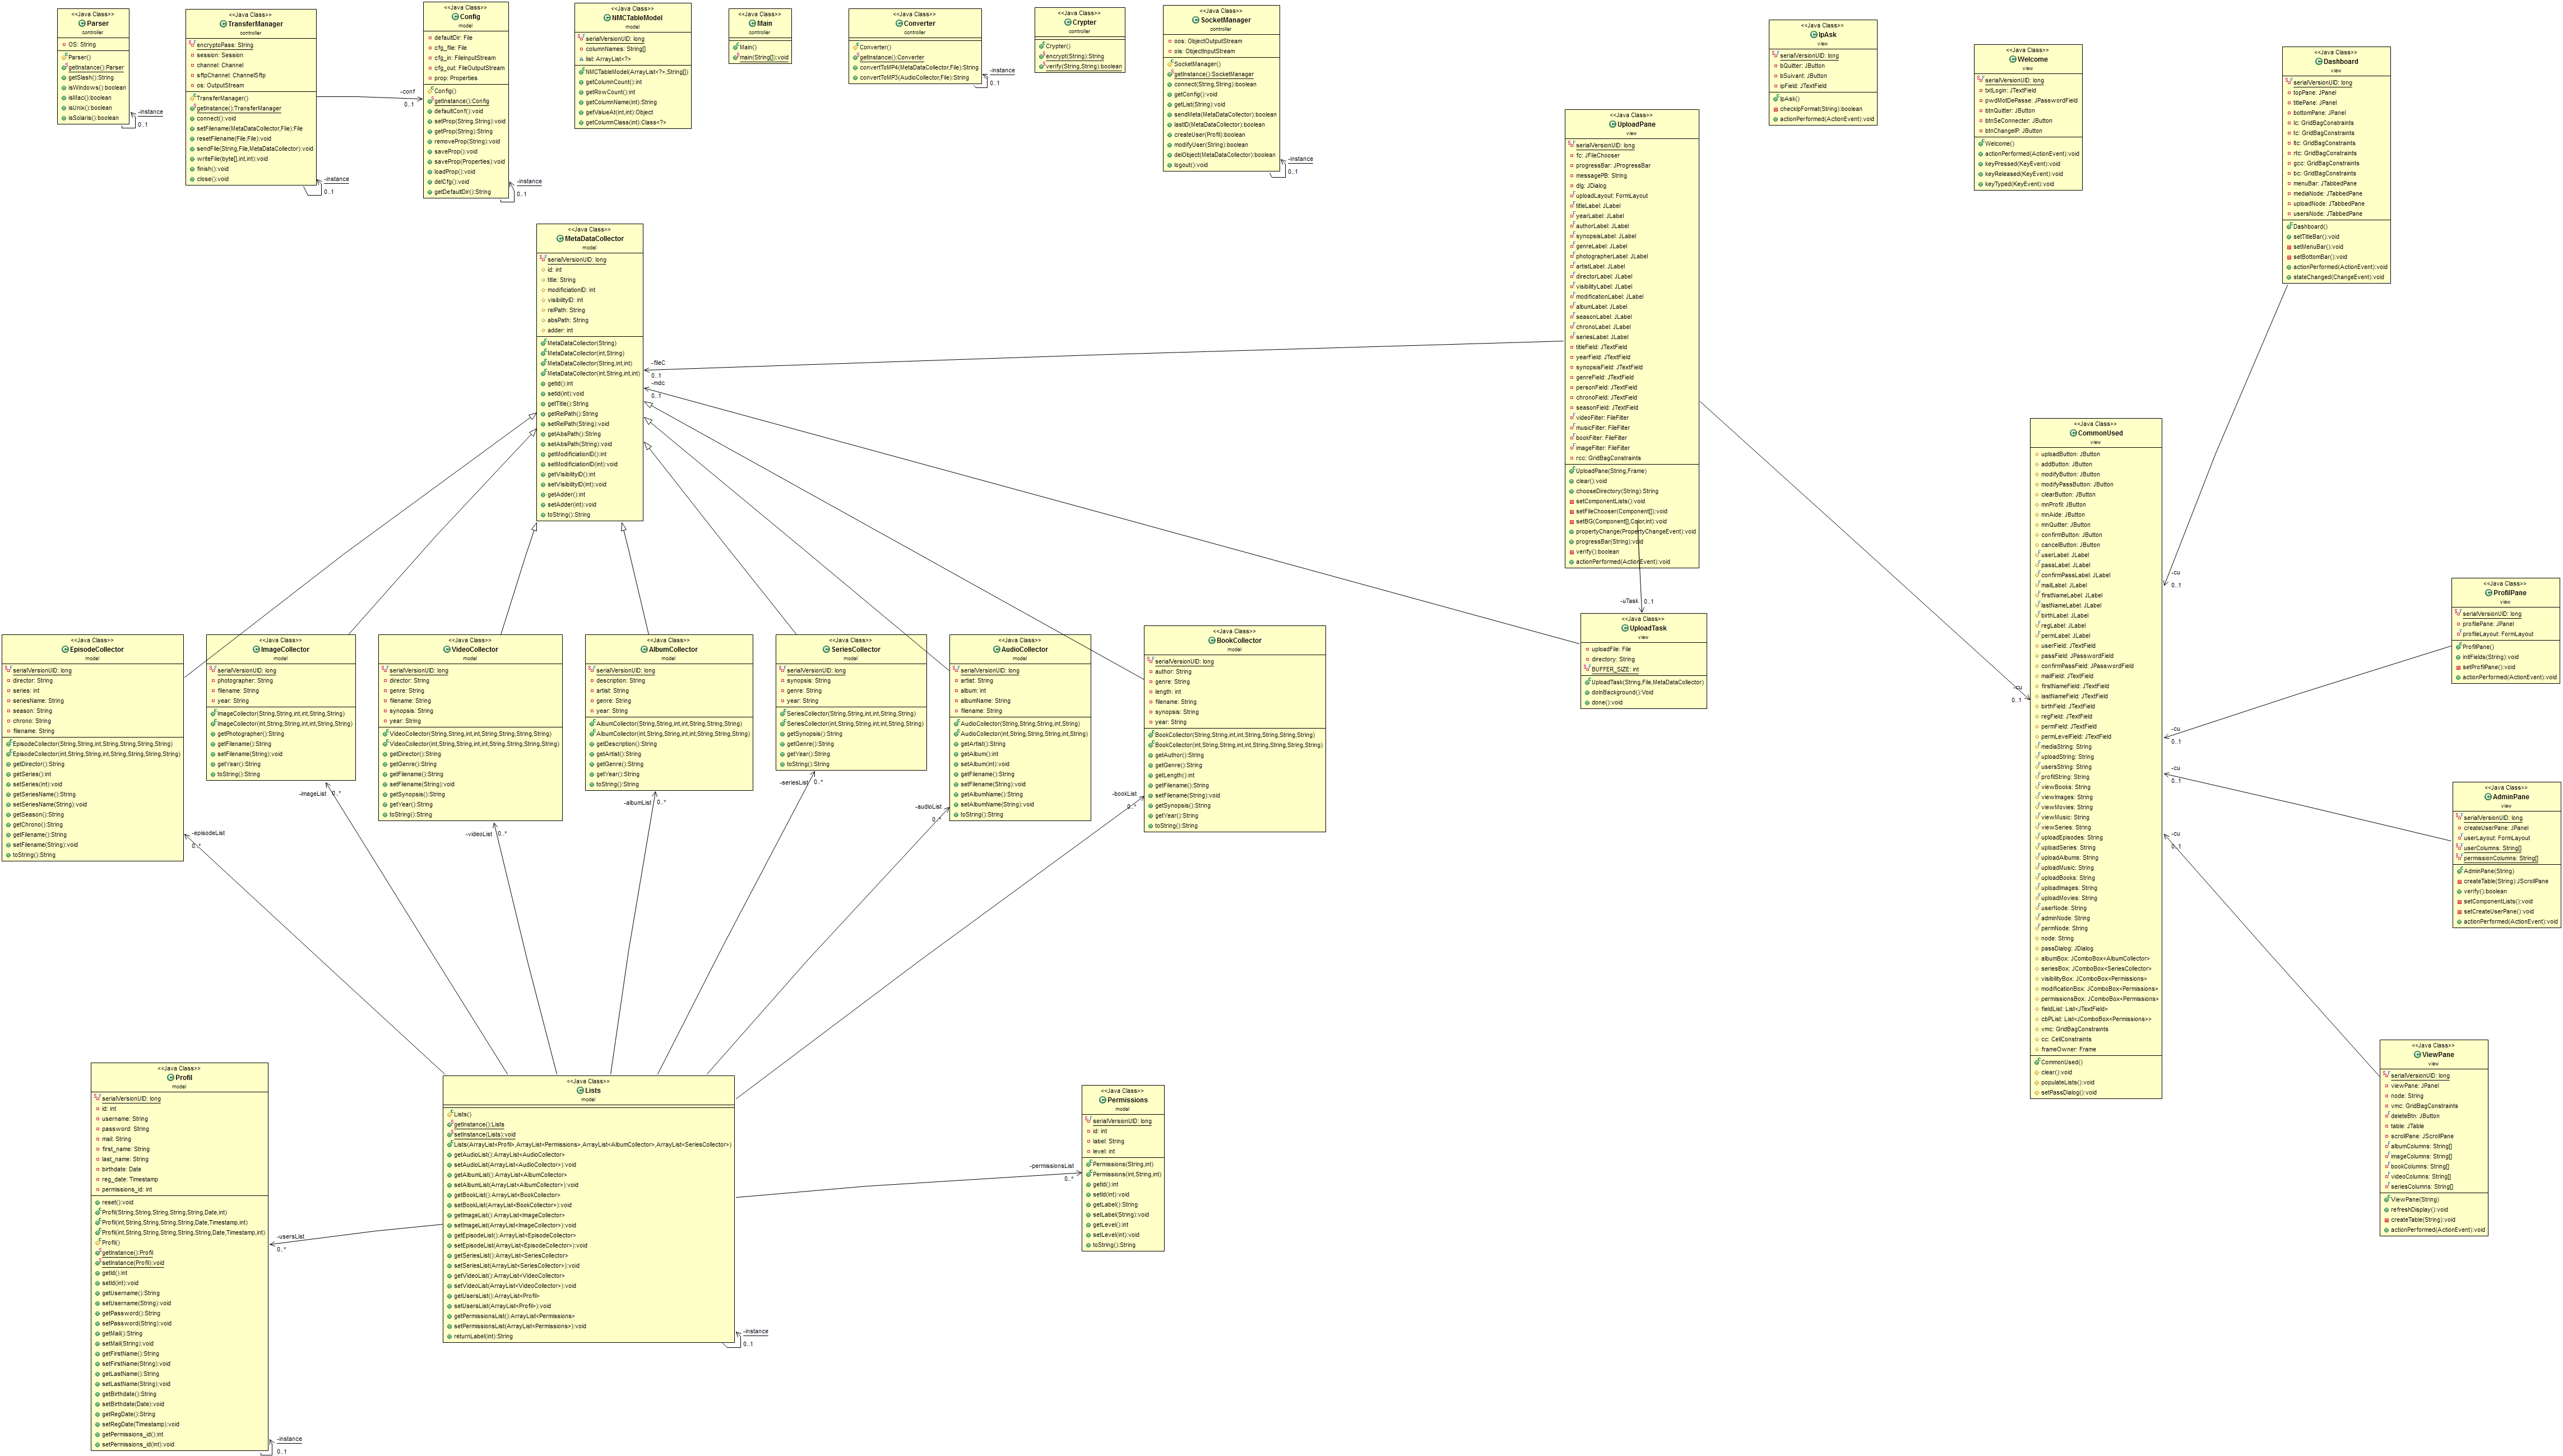 <<Java Class>>
Parser
controller
OS: String
Parser()
getInstance():Parser
getSlash():String
isWindows():boolean
isMac():boolean
isUnix():boolean
isSolaris():boolean
-instance
0..1
<<Java Class>>
TransferManager
controller
encryptoPass: String
session: Session
channel: Channel
sftpChannel: ChannelSftp
os: OutputStream
TransferManager()
getInstance():TransferManager
connect():void
setFilename(MetaDataCollector,File):File
resetFilename(File,File):void
sendFile(String,File,MetaDataCollector):void
writeFile(byte[],int,int):void
finish():void
close():void
-instance
0..1
-conf
0..1
<<Java Class>>
Config
model
defaultDir: File
cfg_file: File
cfg_in: FileInputStream
cfg_out: FileOutputStream
prop: Properties
Config()
getInstance():Config
defaultConf():void
setProp(String,String):void
getProp(String):String
removeProp(String):void
saveProp():void
saveProp(Properties):void
loadProp():void
delCfg():void
getDefaultDir():String
-instance
0..1
<<Java Class>>
NMCTableModel
model
serialVersionUID: long
columnNames: String[]
list: ArrayList<?>
NMCTableModel(ArrayList<?>,String[])
getColumnCount():int
getRowCount():int
getColumnName(int):String
getValueAt(int,int):Object
getColumnClass(int):Class<?>
<<Java Class>>
Main
controller
Main()
main(String[]):void
<<Java Class>>
Converter
controller
Converter()
getInstance():Converter
convertToMP4(MetaDataCollector,File):String
convertToMP3(AudioCollector,File):String
-instance
0..1
<<Java Class>>
Crypter
controller
Crypter()
encrypt(String):String
verify(String,String):boolean
<<Java Class>>
SocketManager
controller
oos: ObjectOutputStream
ois: ObjectInputStream
SocketManager()
getInstance():SocketManager
connect(String,String):boolean
getConfig():void
getList(String):void
sendMeta(MetaDataCollector):boolean
lastID(MetaDataCollector):boolean
createUser(Profil):boolean
modifyUser(String):boolean
delObject(MetaDataCollector):boolean
logout():void
-instance
0..1
<<Java Class>>
UploadPane
view
serialVersionUID: long
fc: JFileChooser
progressBar: JProgressBar
messagePB: String
dlg: JDialog
uploadLayout: FormLayout
titleLabel: JLabel
yearLabel: JLabel
authorLabel: JLabel
synopsisLabel: JLabel
genreLabel: JLabel
photographerLabel: JLabel
artistLabel: JLabel
directorLabel: JLabel
visibilityLabel: JLabel
modificationLabel: JLabel
albumLabel: JLabel
seasonLabel: JLabel
chronoLabel: JLabel
seriesLabel: JLabel
titleField: JTextField
yearField: JTextField
synopsisField: JTextField
genreField: JTextField
personField: JTextField
chronoField: JTextField
seasonField: JTextField
videoFilter: FileFilter
musicFilter: FileFilter
bookFilter: FileFilter
imageFilter: FileFilter
rcc: GridBagConstraints
UploadPane(String,Frame)
clear():void
chooseDirectory(String):String
setComponentLists():void
setFileChooser(Component[]):void
setBG(Component[],Color,int):void
propertyChange(PropertyChangeEvent):void
progressBar(String):void
verify():boolean
actionPerformed(ActionEvent):void
<<Java Class>>
IpAsk
view
serialVersionUID: long
bQuitter: JButton
bSuivant: JButton
ipField: JTextField
IpAsk()
checkIpFormat(String):boolean
actionPerformed(ActionEvent):void
<<Java Class>>
Welcome
view
serialVersionUID: long
txtLogin: JTextField
pwdMotDePasse: JPasswordField
btnQuitter: JButton
btnSeConnecter: JButton
btnChangeIP: JButton
Welcome()
actionPerformed(ActionEvent):void
keyPressed(KeyEvent):void
keyReleased(KeyEvent):void
keyTyped(KeyEvent):void
<<Java Class>>
Dashboard
view
serialVersionUID: long
topPane: JPanel
titlePane: JPanel
bottomPane: JPanel
lc: GridBagConstraints
tc: GridBagConstraints
ltc: GridBagConstraints
rtc: GridBagConstraints
gcc: GridBagConstraints
bc: GridBagConstraints
menuBar: JTabbedPane
mediaNode: JTabbedPane
uploadNode: JTabbedPane
usersNode: JTabbedPane
Dashboard()
setTitleBar():void
setMenuBar():void
setBottomBar():void
actionPerformed(ActionEvent):void
stateChanged(ChangeEvent):void
<<Java Class>>
MetaDataCollector
model
serialVersionUID: long
id: int
title: String
modificiationID: int
visibilityID: int
relPath: String
absPath: String
adder: int
MetaDataCollector(String)
MetaDataCollector(int,String)
MetaDataCollector(String,int,int)
MetaDataCollector(int,String,int,int)
getId():int
setId(int):void
getTitle():String
getRelPath():String
setRelPath(String):void
getAbsPath():String
setAbsPath(String):void
getModificiationID():int
setModificiationID(int):void
getVisibilityID():int
setVisibilityID(int):void
getAdder():int
setAdder(int):void
toString():String
-fileC
0..1
-mdc
0..1
-uTask
0..1
<<Java Class>>
UploadTask
view
uploadFile: File
directory: String
BUFFER_SIZE: int
UploadTask(String,File,MetaDataCollector)
doInBackground():Void
done():void
<<Java Class>>
EpisodeCollector
model
serialVersionUID: long
director: String
series: int
seriesName: String
season: String
chrono: String
filename: String
EpisodeCollector(String,String,int,String,String,String,String)
EpisodeCollector(int,String,String,int,String,String,String,String)
getDirector():String
getSeries():int
setSeries(int):void
getSeriesName():String
setSeriesName(String):void
getSeason():String
getChrono():String
getFilename():String
setFilename(String):void
toString():String
-episodeList
0..*
<<Java Class>>
ImageCollector
model
serialVersionUID: long
photographer: String
filename: String
year: String
ImageCollector(String,String,int,int,String,String)
ImageCollector(int,String,String,int,int,String,String)
getPhotographer():String
getFilename():String
setFilename(String):void
getYear():String
toString():String
-imageList
0..*
<<Java Class>>
VideoCollector
model
serialVersionUID: long
director: String
genre: String
filename: String
synopsis: String
year: String
VideoCollector(String,String,int,int,String,String,String,String)
VideoCollector(int,String,String,int,int,String,String,String,String)
getDirector():String
getGenre():String
getFilename():String
setFilename(String):void
getSynopsis():String
getYear():String
toString():String
-videoList
0..*
<<Java Class>>
AlbumCollector
model
serialVersionUID: long
description: String
artist: String
genre: String
year: String
AlbumCollector(String,String,int,int,String,String,String)
AlbumCollector(int,String,String,int,int,String,String,String)
getDescription():String
getArtist():String
getGenre():String
getYear():String
toString():String
-albumList
0..*
<<Java Class>>
SeriesCollector
model
serialVersionUID: long
synopsis: String
genre: String
year: String
SeriesCollector(String,String,int,int,String,String)
SeriesCollector(int,String,String,int,int,String,String)
getSynopsis():String
getGenre():String
getYear():String
toString():String
-seriesList
0..*
<<Java Class>>
AudioCollector
model
serialVersionUID: long
artist: String
album: int
albumName: String
filename: String
AudioCollector(String,String,String,int,String)
AudioCollector(int,String,String,String,int,String)
getArtist():String
getAlbum():int
setAlbum(int):void
getFilename():String
setFilename(String):void
getAlbumName():String
setAlbumName(String):void
toString():String
-audioList
0..*
<<Java Class>>
BookCollector
model
serialVersionUID: long
author: String
genre: String
length: int
filename: String
synopsis: String
year: String
BookCollector(String,String,int,int,String,String,String,String)
BookCollector(int,String,String,int,int,String,String,String,String)
getAuthor():String
getGenre():String
getLength():int
getFilename():String
setFilename(String):void
getSynopsis():String
getYear():String
toString():String
-bookList
0..*
<<Java Class>>
CommonUsed
view
uploadButton: JButton
addButton: JButton
modifyButton: JButton
modifyPassButton: JButton
clearButton: JButton
mnProfil: JButton
mnAide: JButton
mnQuitter: JButton
confirmButton: JButton
cancelButton: JButton
userLabel: JLabel
passLabel: JLabel
confirmPassLabel: JLabel
mailLabel: JLabel
firstNameLabel: JLabel
lastNameLabel: JLabel
birthLabel: JLabel
regLabel: JLabel
permLabel: JLabel
userField: JTextField
passField: JPasswordField
confirmPassField: JPasswordField
mailField: JTextField
firstNameField: JTextField
lastNameField: JTextField
birthField: JTextField
regField: JTextField
permField: JTextField
permLevelField: JTextField
mediaString: String
uploadString: String
usersString: String
profilString: String
viewBooks: String
viewImages: String
viewMovies: String
viewMusic: String
viewSeries: String
uploadEpisodes: String
uploadSeries: String
uploadAlbums: String
uploadMusic: String
uploadBooks: String
uploadImages: String
uploadMovies: String
userNode: String
adminNode: String
permNode: String
node: String
passDialog: JDialog
albumBox: JComboBox<AlbumCollector>
seriesBox: JComboBox<SeriesCollector>
visibilityBox: JComboBox<Permissions>
modificationBox: JComboBox<Permissions>
permissionsBox: JComboBox<Permissions>
fieldList: List<JTextField>
cbPList: List<JComboBox<Permissions>>
vmc: GridBagConstraints
cc: CellConstraints
frameOwner: Frame
CommonUsed()
clear():void
populateLists():void
setPassDialog():void
-cu
0..1
-cu
0..1
-cu
0..1
-cu
0..1
-cu
0..1
<<Java Class>>
ProfilPane
view
serialVersionUID: long
profilePane: JPanel
profileLayout: FormLayout
ProfilPane()
initFields(String):void
setProfilPane():void
actionPerformed(ActionEvent):void
<<Java Class>>
AdminPane
view
serialVersionUID: long
createUserPane: JPanel
userLayout: FormLayout
userColumns: String[]
permissionColumns: String[]
AdminPane(String)
createTable(String):JScrollPane
verify():boolean
setComponentLists():void
setCreateUserPane():void
actionPerformed(ActionEvent):void
<<Java Class>>
ViewPane
view
serialVersionUID: long
viewPane: JPanel
node: String
vmc: GridBagConstraints
deleteBtn: JButton
table: JTable
scrollPane: JScrollPane
albumColumns: String[]
imageColumns: String[]
bookColumns: String[]
videoColumns: String[]
seriesColumns: String[]
ViewPane(String)
refreshDisplay():void
createTable(String):void
actionPerformed(ActionEvent):void
<<Java Class>>
Profil
model
serialVersionUID: long
id: int
username: String
password: String
mail: String
first_name: String
last_name: String
birthdate: Date
reg_date: Timestamp
permissions_id: int
reset():void
Profil(String,String,String,String,String,Date,int)
Profil(int,String,String,String,String,Date,Timestamp,int)
Profil(int,String,String,String,String,String,Date,Timestamp,int)
Profil()
getInstance():Profil
setInstance(Profil):void
getId():int
setId(int):void
getUsername():String
setUsername(String):void
getPassword():String
setPassword(String):void
getMail():String
setMail(String):void
getFirstName():String
setFirstName(String):void
getLastName():String
setLastName(String):void
getBirthdate():String
setBirthdate(Date):void
getRegDate():String
setRegDate(Timestamp):void
getPermissions_id():int
setPermissions_id(int):void
-instance
0..1
-usersList
0..*
<<Java Class>>
Lists
model
Lists()
getInstance():Lists
setInstance(Lists):void
Lists(ArrayList<Profil>,ArrayList<Permissions>,ArrayList<AlbumCollector>,ArrayList<SeriesCollector>)
getAudioList():ArrayList<AudioCollector>
setAudioList(ArrayList<AudioCollector>):void
getAlbumList():ArrayList<AlbumCollector>
setAlbumList(ArrayList<AlbumCollector>):void
getBookList():ArrayList<BookCollector>
setBookList(ArrayList<BookCollector>):void
getImageList():ArrayList<ImageCollector>
setImageList(ArrayList<ImageCollector>):void
getEpisodeList():ArrayList<EpisodeCollector>
setEpisodeList(ArrayList<EpisodeCollector>):void
getSeriesList():ArrayList<SeriesCollector>
setSeriesList(ArrayList<SeriesCollector>):void
getVideoList():ArrayList<VideoCollector>
setVideoList(ArrayList<VideoCollector>):void
getUsersList():ArrayList<Profil>
setUsersList(ArrayList<Profil>):void
getPermissionsList():ArrayList<Permissions>
setPermissionsList(ArrayList<Permissions>):void
returnLabel(int):String
-instance
0..1
-permissionsList
0..*
<<Java Class>>
Permissions
model
serialVersionUID: long
id: int
label: String
level: int
Permissions(String,int)
Permissions(int,String,int)
getId():int
setId(int):void
getLabel():String
setLabel(String):void
getLevel():int
setLevel(int):void
toString():String